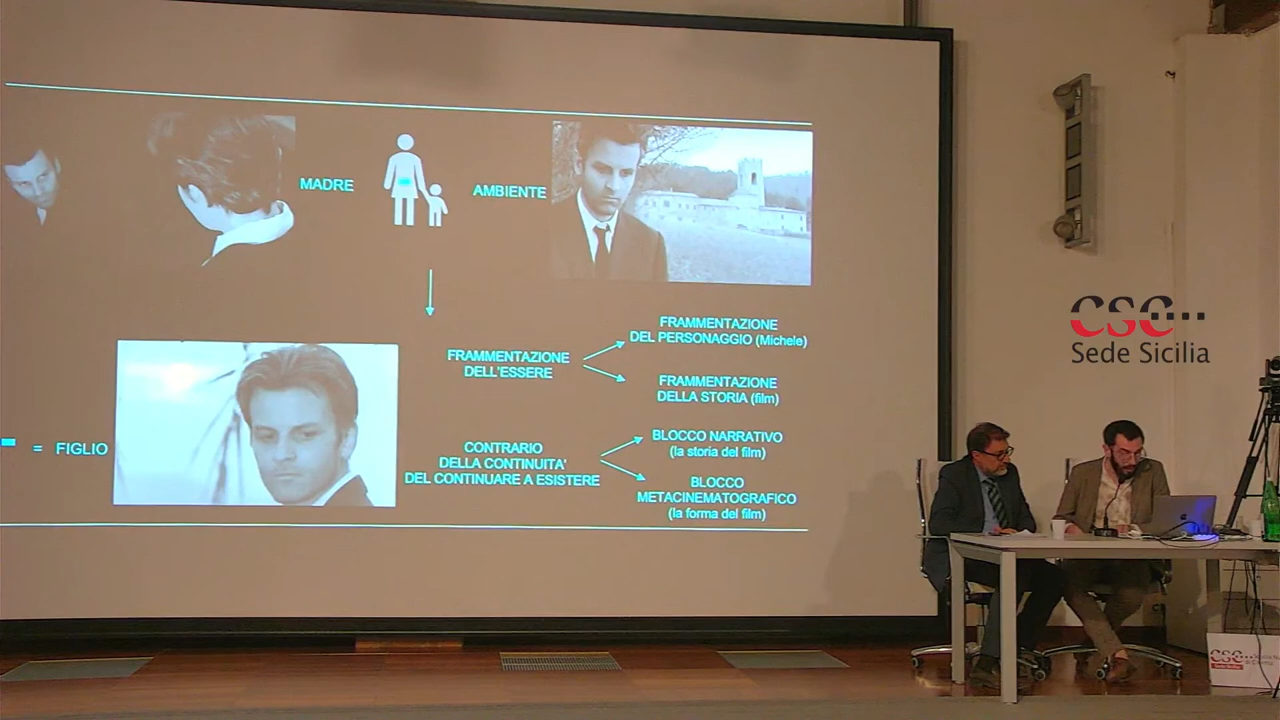 MADRE
AMBIENTE
FRAMMENTAZIONE
DELL'ESSERE
FRAMMENTAZIONE
DEL PERSONAGGIO (Michele)
FRAMMENTAZIONE
DELLA STORIA (film)
= FIGLIO
CONTRARIO
DELLA CONTINUITA'
DEL CONTINUARE A ESISTERE
BLOCCO NARRATIVO
(la storia del film)
BLOCCO
METACINEMATOGRAFICO
(la forma del film)
csc...
Sede Sicilia
csc